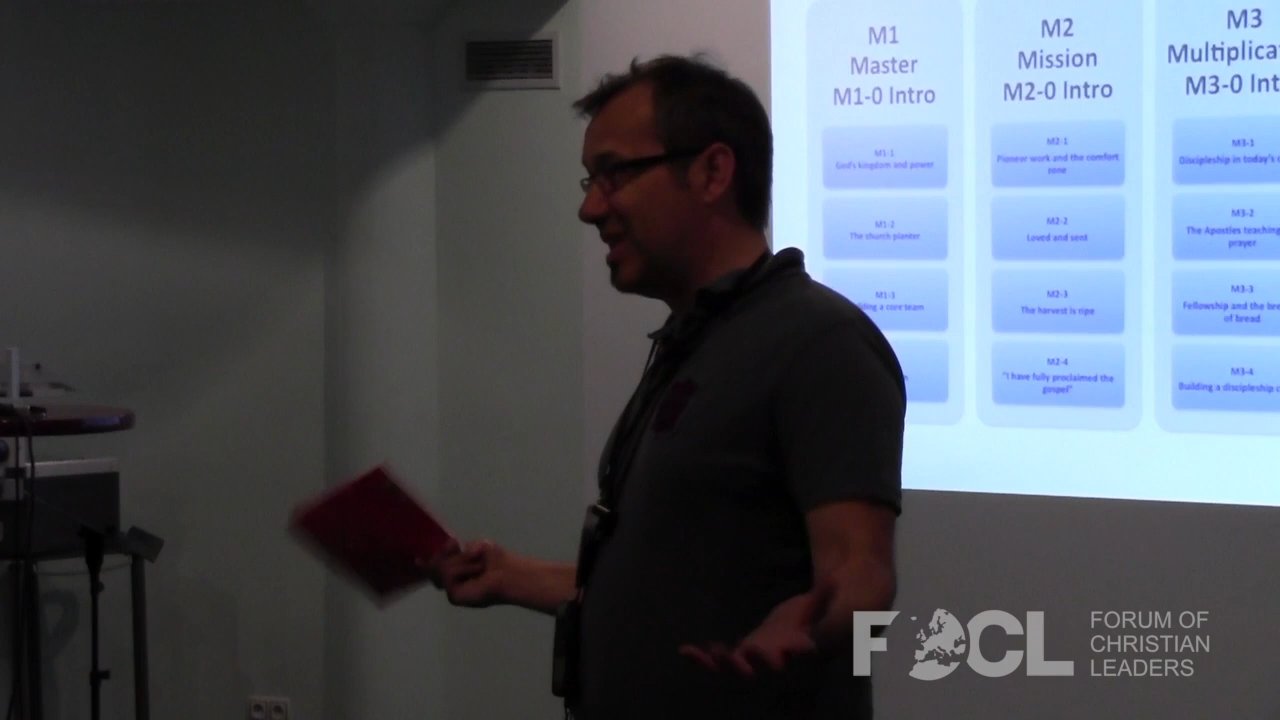 M1
Master
M1-0 Intro
M1-1
God's kingdom and power
M1-2
The church planter
M1-3
a core team
M2
Mission
M2-0 Intro
M2-1
Pioneer work and the comfort
zone
M2-2
Loved and sent
M2-3
The harvest is ripe
M2-4
"I have fully proclaimed the
gospel"
M3
M3-0
M3-1
Discipleship in today's
M3-2
The Apostles teaching
prayer
M3-3
Fellowship and the
of bread
M3-4
Building a discipleship
FOCL
FORUM OF
CHRISTIAN
LEADERS